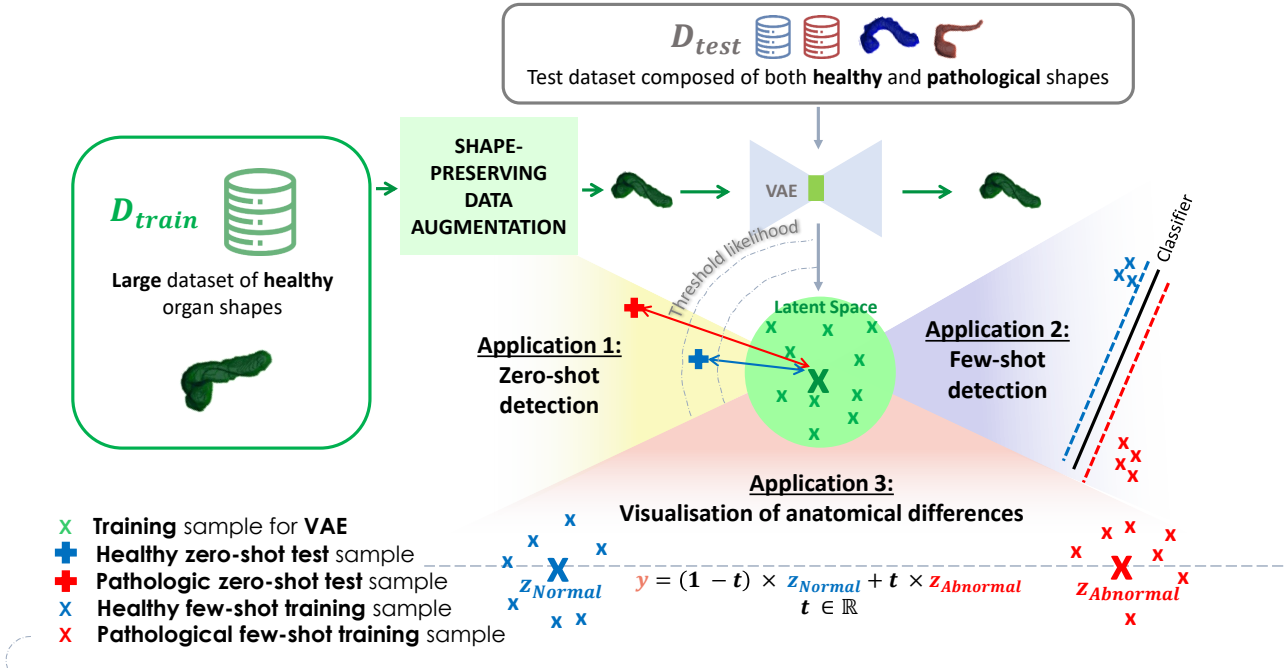 D_test
Test dataset composed of both healthy and pathological shapes
D_train
Large dataset of healthy
organ shapes
SHAPE-
PRESERVING
DATA
AUGMENTATION
VAE
Threshold likelihood
Latent Space
x x x x x x x x x x x
X
Application 1:
Zero-shot
detection
Application 2:
Few-shot
detection
Classifier
x x x
x x x x
Application 3:
Visualisation of anatomical differences
x Training sample for VAE
Healthy zero-shot test sample
Pathologic zero-shot test sample
x Healthy few-shot training sample
x Pathological few-shot training sample
X
z_Normal
y = (1 − t) × z_Normal + t × z_Abnormal
t ∈ ℝ
X
z_Abnormal